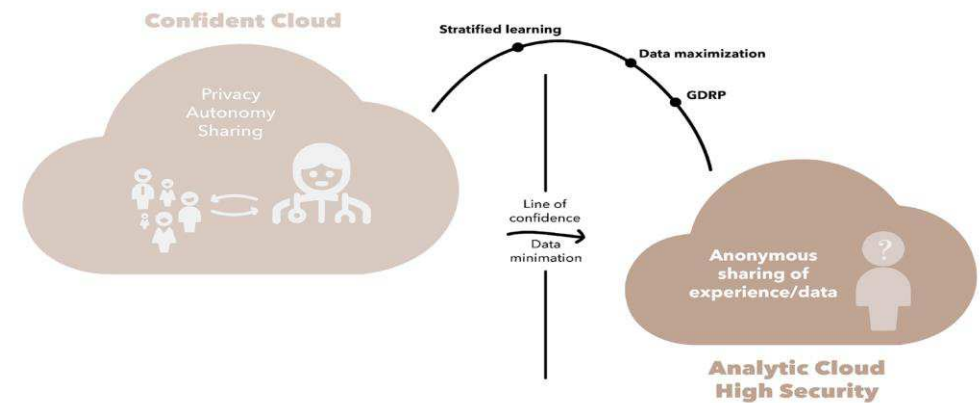 Confident Cloud
Privacy
Autonomy
Sharing
Stratified learning
Data maximization
GDRP
Line of
confidence
Data
minimation
?
Anonymous
sharing of
experience/data
Analytic Cloud
High Security